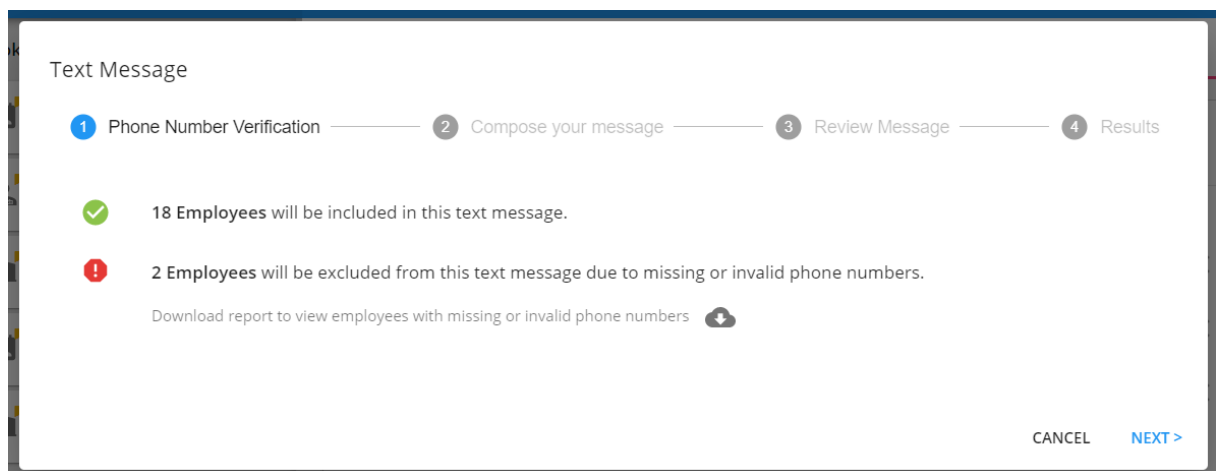 Text Message
1 Phone Number Verification 2 Compose your message 3 Review Message 4 Results
18 Employees will be included in this text message.
2 Employees will be excluded from this text message due to missing or invalid phone numbers.
Download report to view employees with missing or invalid phone numbers
CANCEL NEXT >